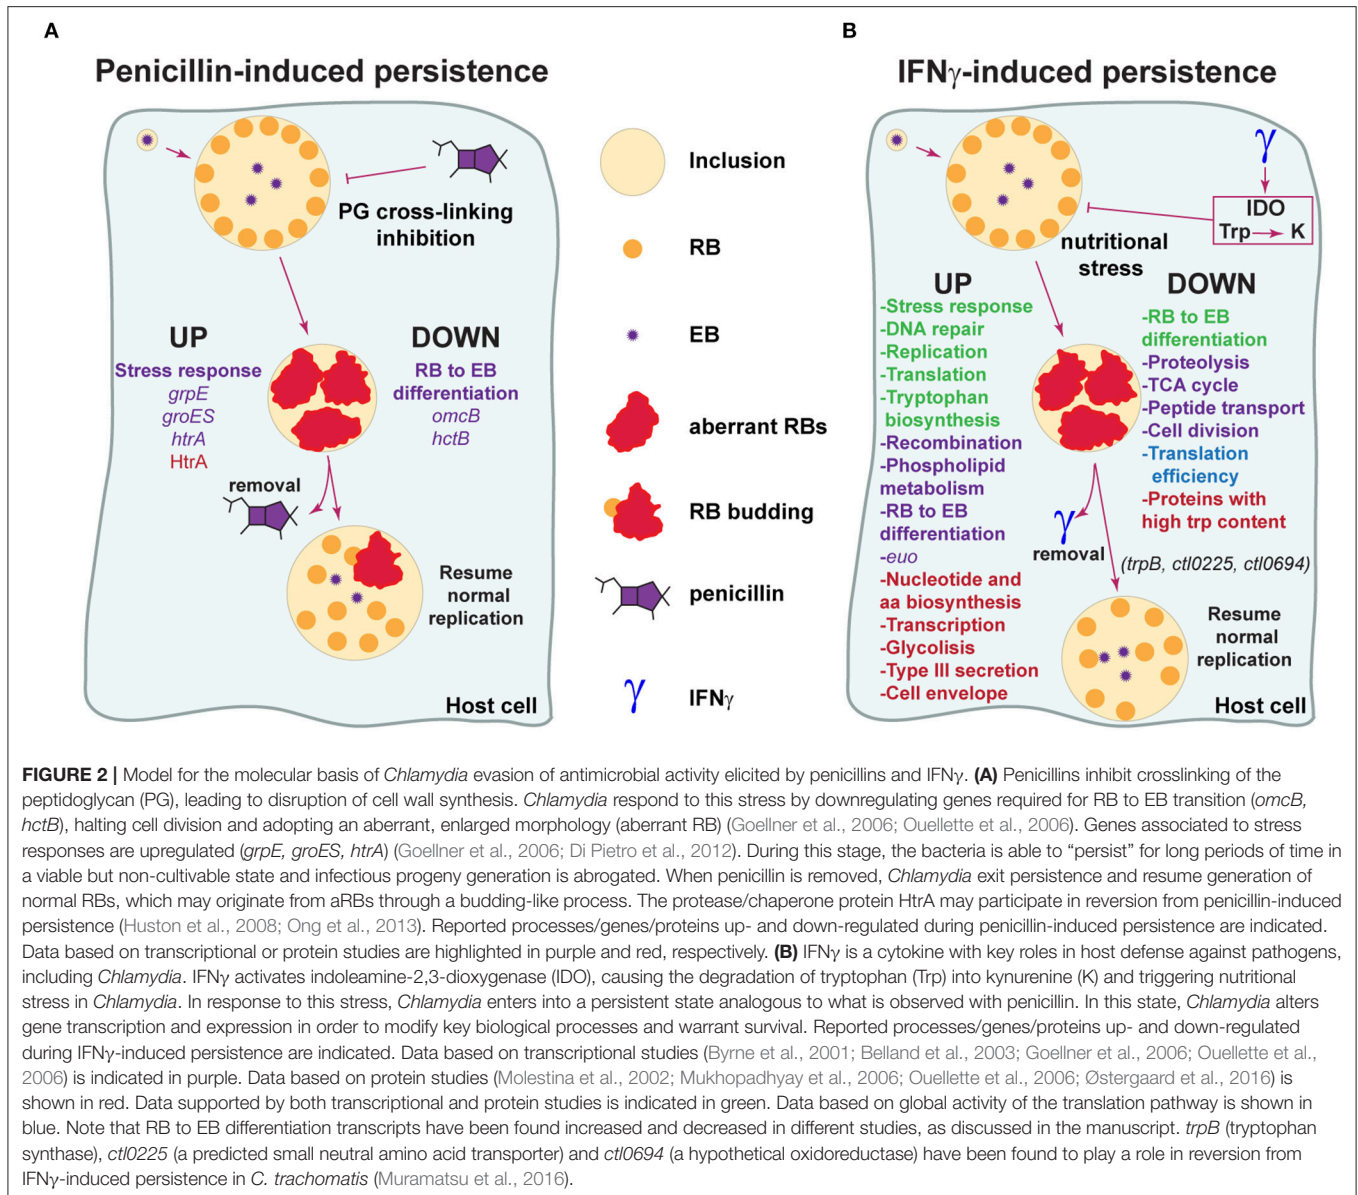 A
Penicillin-induced persistence
PG cross-linking
inhibition
UP
Stress response
grpE
groES
htrA
HtrA
DOWN
RB to EB
differentiation
omcB
hctB
removal
Resume
normal
replication
Host cell
Inclusion
RB
EB
aberrant RBs
RB budding
penicillin
γ
IFNγ
B
IFNγ-induced persistence
γ
IDO
Trp K
nutritional
stress
UP
-Stress response
-DNA repair
-Replication
-Translation
-Tryptophan
biosynthesis
-Recombination
-Phospholipid
metabolism
-RB to EB
differentiation
-euo
-Nucleotide and
aa biosynthesis
-Transcription
-Glycolisis
-Type III secretion
-Cell envelope
DOWN
-RB to EB
differentiation
-Proteolysis
-TCA cycle
-Peptide transport
-Cell division
-Translation
efficiency
-Proteins with
high trp content
γ
removal
(trpB, ctl0225, ctl0694)
Resume
normal
replication
Host cell
FIGURE 2 | Model for the molecular basis of Chlamydia evasion of antimicrobial activity elicited by penicillins and IFNγ. (A) Penicillins inhibit crosslinking of the
peptidoglycan (PG), leading to disruption of cell wall synthesis. Chlamydia respond to this stress by downregulating genes required for RB to EB transition (omcB,
hctB), halting cell division and adopting an aberrant, enlarged morphology (aberrant RB) (Goellner et al., 2006; Ouellette et al., 2006). Genes associated to stress
responses are upregulated (grpE, groES, htrA) (Goellner et al., 2006; Di Pietro et al., 2012). During this stage, the bacteria is able to “persist” for long periods of time in
a viable but non-cultivable state and infectious progeny generation is abrogated. When penicillin is removed, Chlamydia exit persistence and resume generation of
normal RBs, which may originate from aRBs through a budding-like process. The protease/chaperone protein HtrA may participate in reversion from penicillin-induced
persistence (Huston et al., 2008; Ong et al., 2013). Reported processes/genes/proteins up- and down-regulated during penicillin-induced persistence are indicated.
Data based on transcriptional or protein studies are highlighted in purple and red, respectively. (B) IFNγ is a cytokine with key roles in host defense against pathogens,
including Chlamydia. IFNγ activates indoleamine-2,3-dioxygenase (IDO), causing the degradation of tryptophan (Trp) into kynurenine (K) and triggering nutritional
stress in Chlamydia. In response to this stress, Chlamydia enters into a persistent state analogous to what is observed with penicillin. In this state, Chlamydia alters
gene transcription and expression in order to modify key biological processes and warrant survival. Reported processes/genes/proteins up- and down-regulated
during IFNγ-induced persistence are indicated. Data based on transcriptional studies (Byrne et al., 2001; Belland et al., 2003; Goellner et al., 2006; Ouellette et al.,
2006) is indicated in purple. Data based on protein studies (Molestina et al., 2002; Mukhopadhyay et al., 2006; Ouellette et al., 2006; Østergaard et al., 2016) is
shown in red. Data supported by both transcriptional and protein studies is indicated in green. Data based on global activity of the translation pathway is shown in
blue. Note that RB to EB differentiation transcripts have been found increased and decreased in different studies, as discussed in the manuscript. trpB (tryptophan
synthase), ctl0225 (a predicted small neutral amino acid transporter) and ctl0694 (a hypothetical oxidoreductase) have been found to play a role in reversion from
IFNγ-induced persistence in C. trachomatis (Muramatsu et al., 2016).